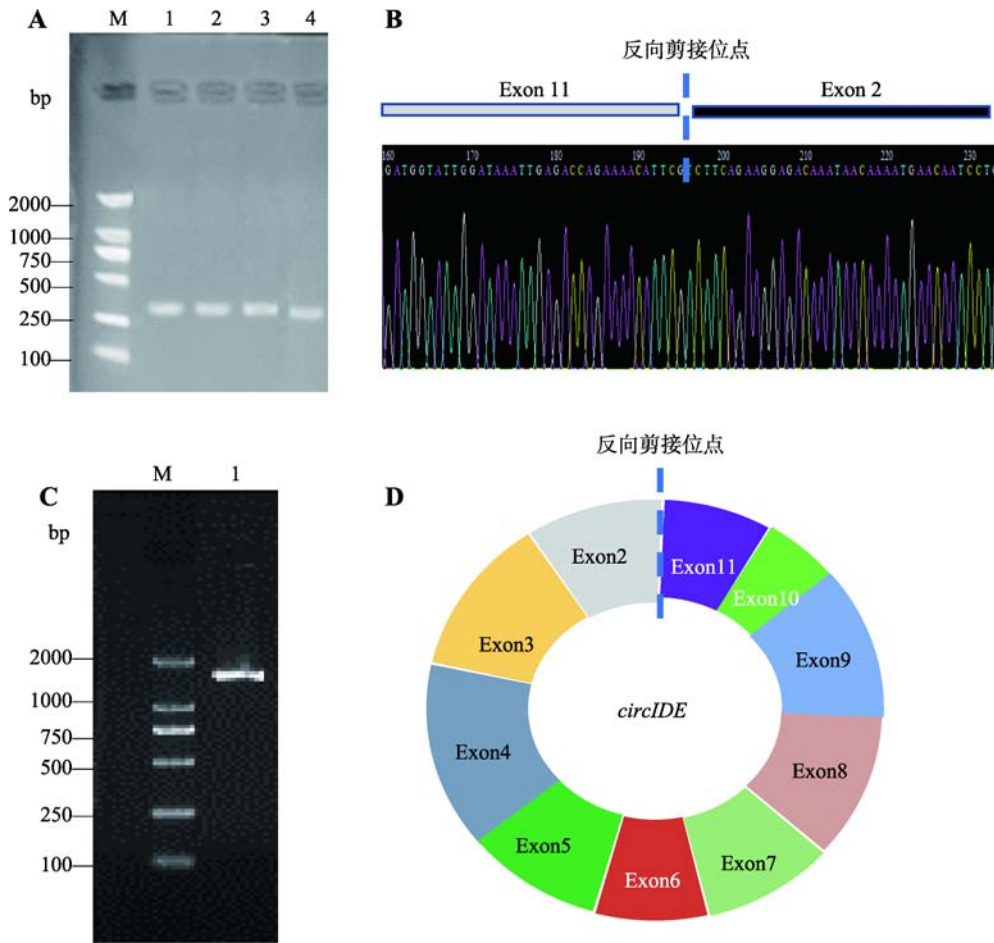 A
M 1 2 3 4
bp
2000
1000
750
500
250
100
B
反向剪接位点
Exon 11
Exon 2
160 170 180 190 200 210 220 230
C
M 1
bp
2000
1000
750
500
250
100
D
反向剪接位点
Exon2
Exon11
Exon3
Exon10
Exon9
Exon4
circIDE
Exon8
Exon5
Exon7
Exon6